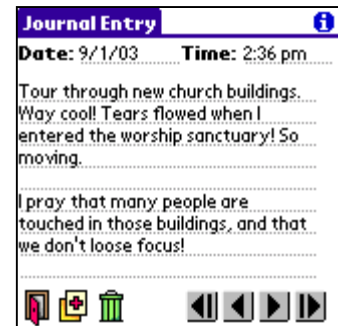 Journal Entry
Date: 9/1/03 Time: 2:36 pm
Tour through new church buildings.
Way cool! Tears flowed when I
entered the worship sanctuary! So
moving.
I pray that many people are
touched in those buildings, and that
we don't loose focus!